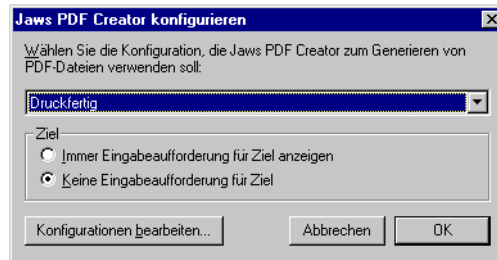 Jaws PDF Creator konfigurieren
Wählen Sie die Konfiguration, die Jaws PDF Creator zum Generieren von
PDF-Dateien verwenden soll:
Druckfertig
Ziel
Immer Eingabeaufforderung für Ziel anzeigen
Keine Eingabeaufforderung für Ziel
Konfigurationen bearbeiten... Abbrechen OK